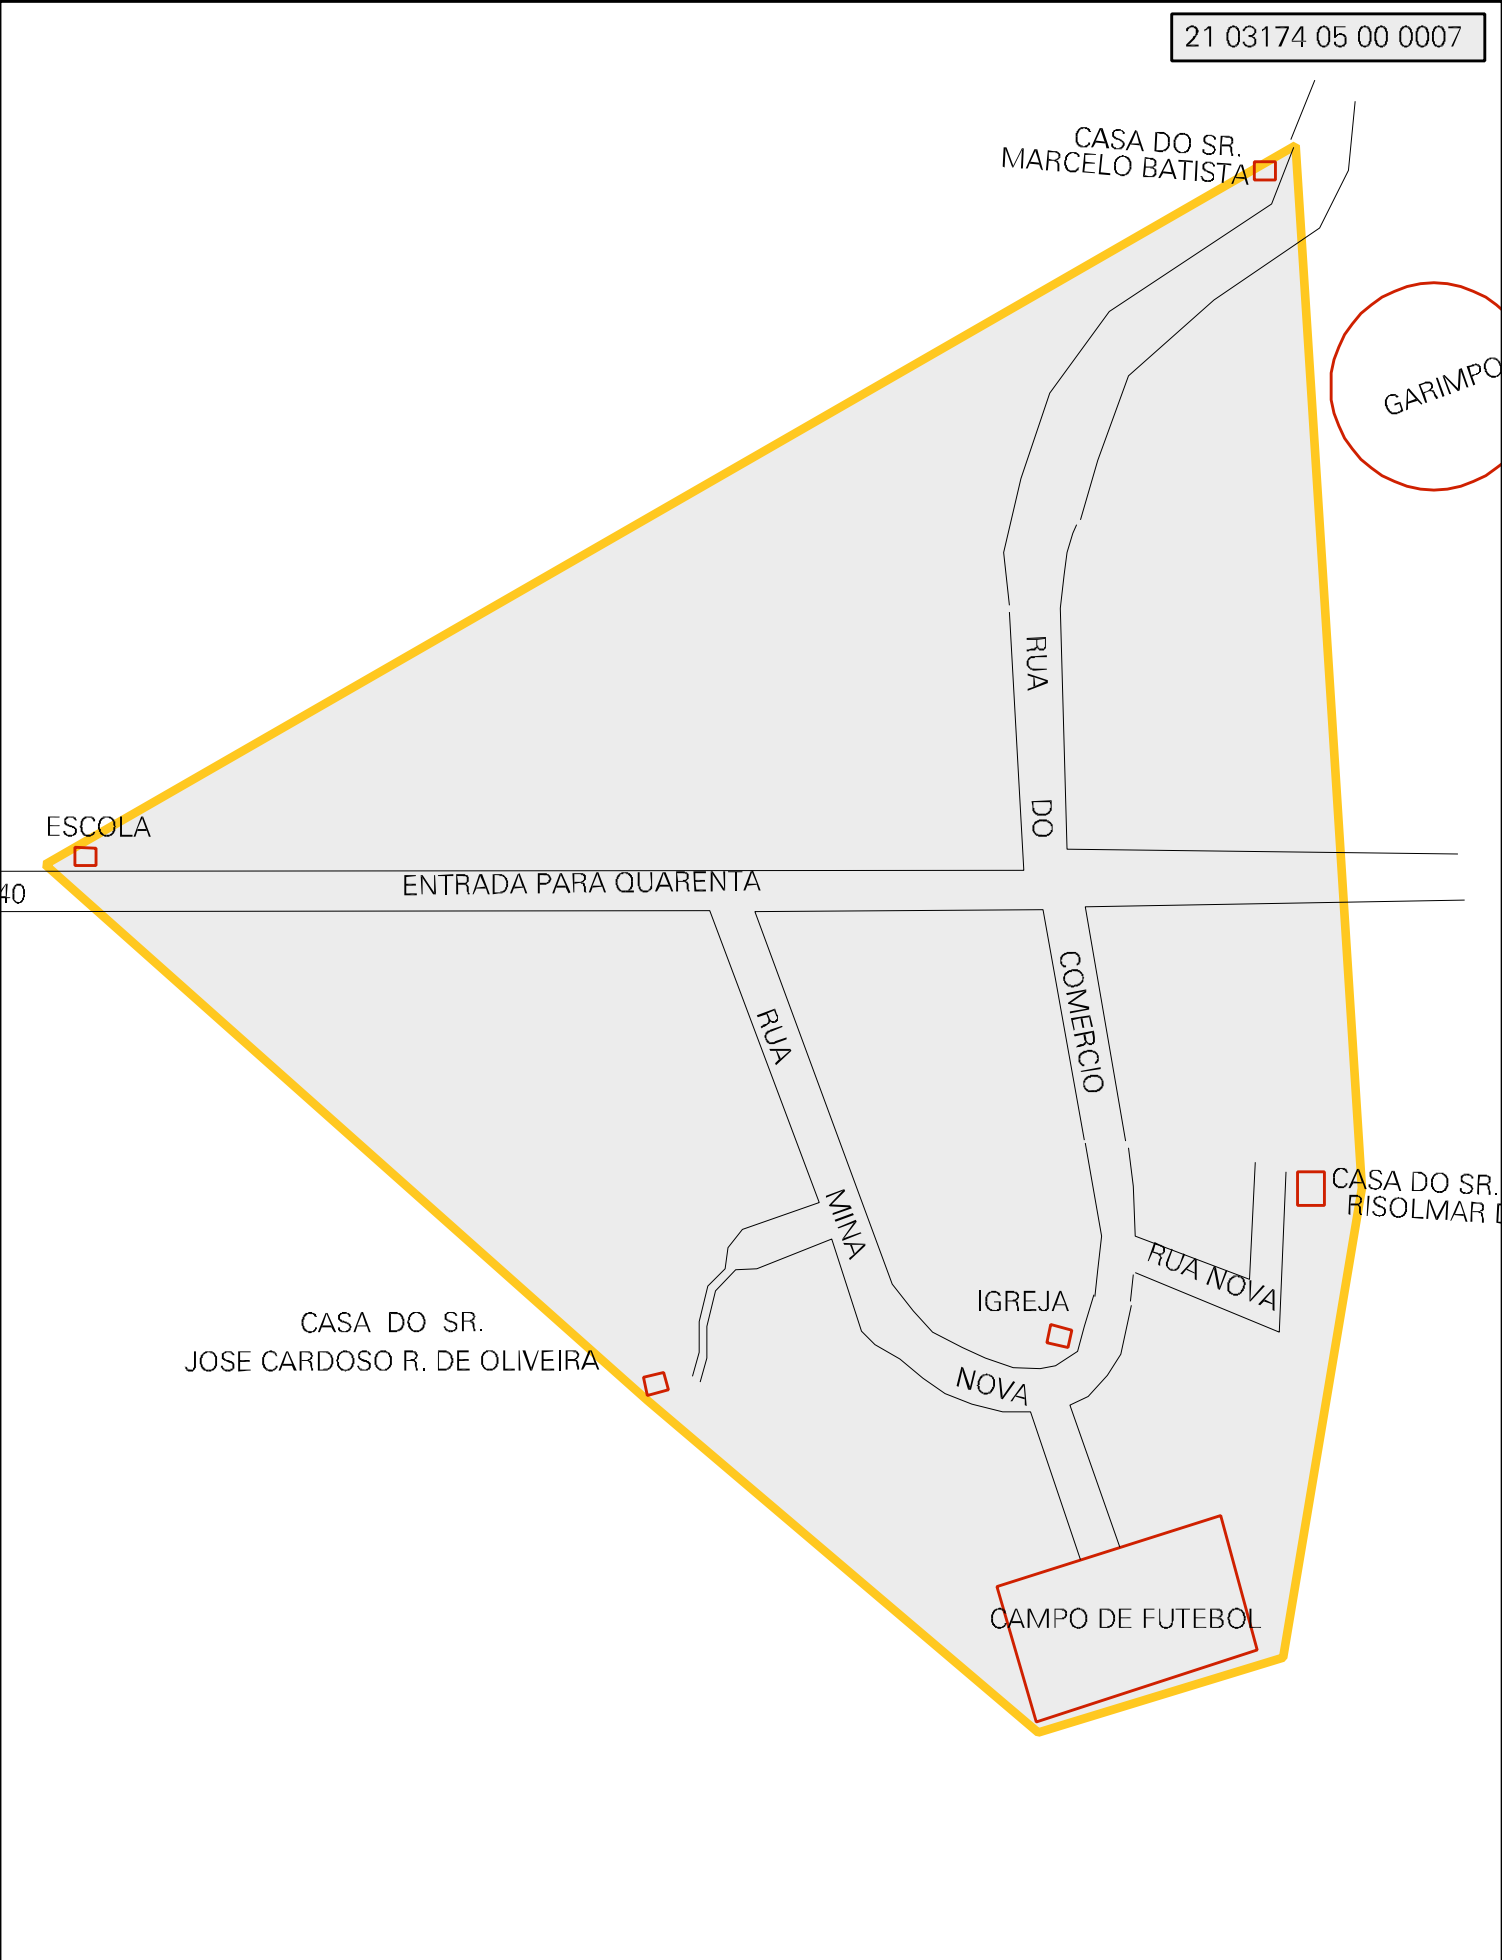 21 03174 05 00 0007
CASA DO SR.
MARCELO BATISTA
GARIMPO
RUA
DO
COMERCIO
ESCOLA
40
ENTRADA PARA QUARENTA
RUA
MINA
NOVA
CASA DO SR.
RISOLMAR
RUA NOVA
IGREJA
CASA DO SR.
JOSE CARDOSO R. DE OLIVEIRA
CAMPO DE FUTEBOL